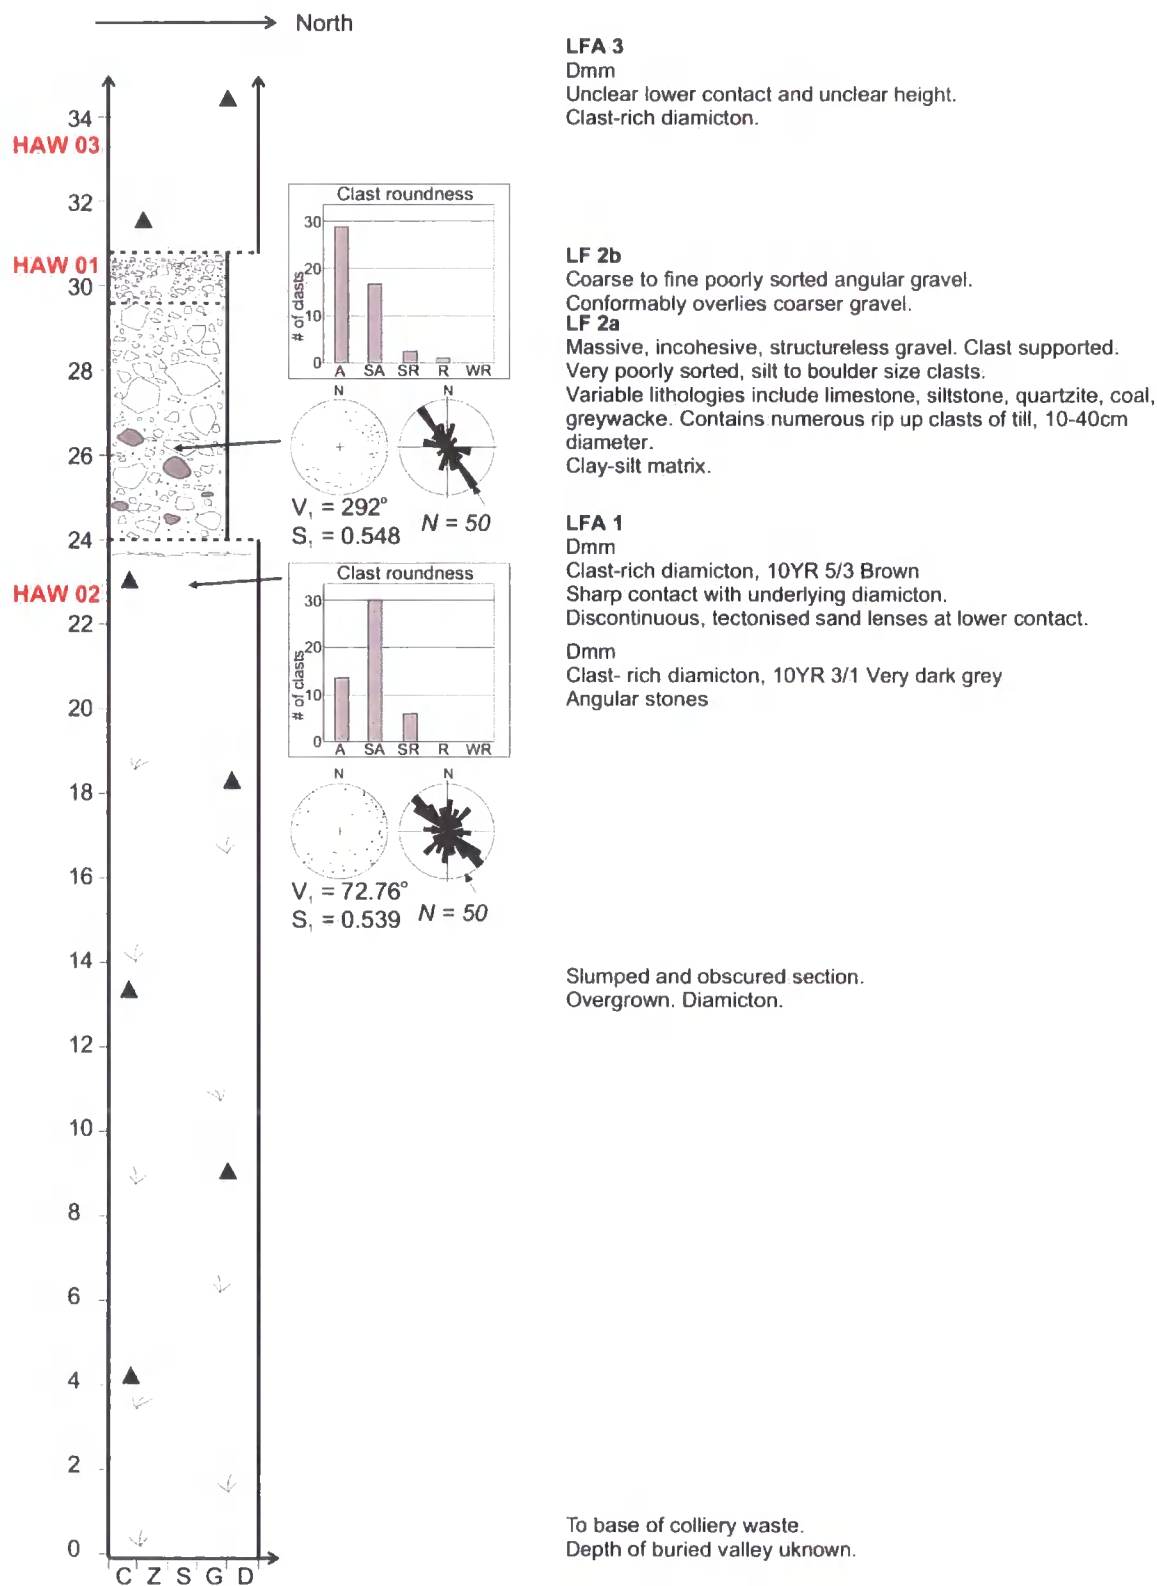 North
LFA 3
Dmm
Unclear lower contact and unclear height.
Clast-rich diamicton.
34
HAW 03
32
HAW 01
30
28
26
24
HAW 02
22
20
18
16
14
12
10
8
6
4
2
0
C Z S G D
Clast roundness
# of clasts
30
20
10
0
A SA SR R WR
N
N
V₁ = 292°
S₁ = 0.548
N = 50
Clast roundness
# of clasts
30
20
10
0
A SA SR R WR
N
N
V₁ = 72.76°
S₁ = 0.539
N = 50
LF 2b
Coarse to fine poorly sorted angular gravel.
Conformably overlies coarser gravel.
LF 2a
Massive, incohesive, structureless gravel. Clast supported.
Very poorly sorted, silt to boulder size clasts.
Variable lithologies include limestone, siltstone, quartzite, coal,
greywacke. Contains numerous rip up clasts of till, 10-40cm
diameter.
Clay-silt matrix.
LFA 1
Dmm
Clast-rich diamicton, 10YR 5/3 Brown
Sharp contact with underlying diamicton.
Discontinuous, tectonised sand lenses at lower contact.
Dmm
Clast- rich diamicton, 10YR 3/1 Very dark grey
Angular stones
Slumped and obscured section.
Overgrown. Diamicton.
To base of colliery waste.
Depth of buried valley uknown.